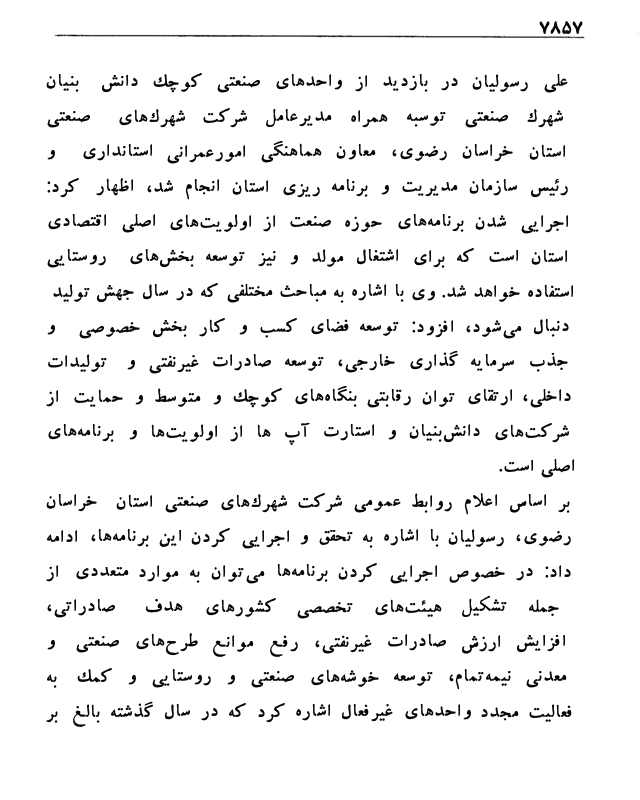 ۷۸۵۷
علی رسولیان در بازدید از واحدهای صنعتی کوچك دانش بنیان
شهرك صنعتی توسبه همراه مدیرعامل شرکت شهرك‌های صنعتی
استان خراسان رضوی، معاون هماهنگی امورعمرانی استانداری و
رئیس سازمان مدیریت و برنامه ریزی استان انجام شد، اظهار کرد:
اجرایی شدن برنامه‌های حوزه صنعت از اولویت‌های اصلی اقتصادی
استان است که برای اشتغال مولد و نیز توسعه بخش‌های روستایی
استفاده خواهد شد. وی با اشاره به مباحث مختلفی که در سال جهش تولید
دنبال می‌شود، افزود: توسعه فضای کسب و کار بخش خصوصی و
جذب سرمایه گذاری خارجی، توسعه صادرات غیرنفتی و تولیدات
داخلی، ارتقای توان رقابتی بنگاه‌های کوچك و متوسط و حمایت از
شرکت‌های دانش‌بنیان و استارت آپ ها از اولویت‌ها و برنامه‌های
اصلی است.
بر اساس اعلام روابط عمومی شرکت شهرك‌های صنعتی استان خراسان
رضوی، رسولیان با اشاره به تحقق و اجرایی کردن این برنامه‌ها، ادامه
داد: در خصوص اجرایی کردن برنامه‌ها می‌توان به موارد متعددی از
جمله تشکیل هیئت‌های تخصصی کشورهای هدف صادراتی،
افزایش ارزش صادرات غیرنفتی، رفع موانع طرح‌های صنعتی و
معدنی نیمه‌تمام، توسعه خوشه‌های صنعتی و روستایی و کمك به
فعالیت مجدد واحدهای غیرفعال اشاره کرد که در سال گذشته بالغ بر